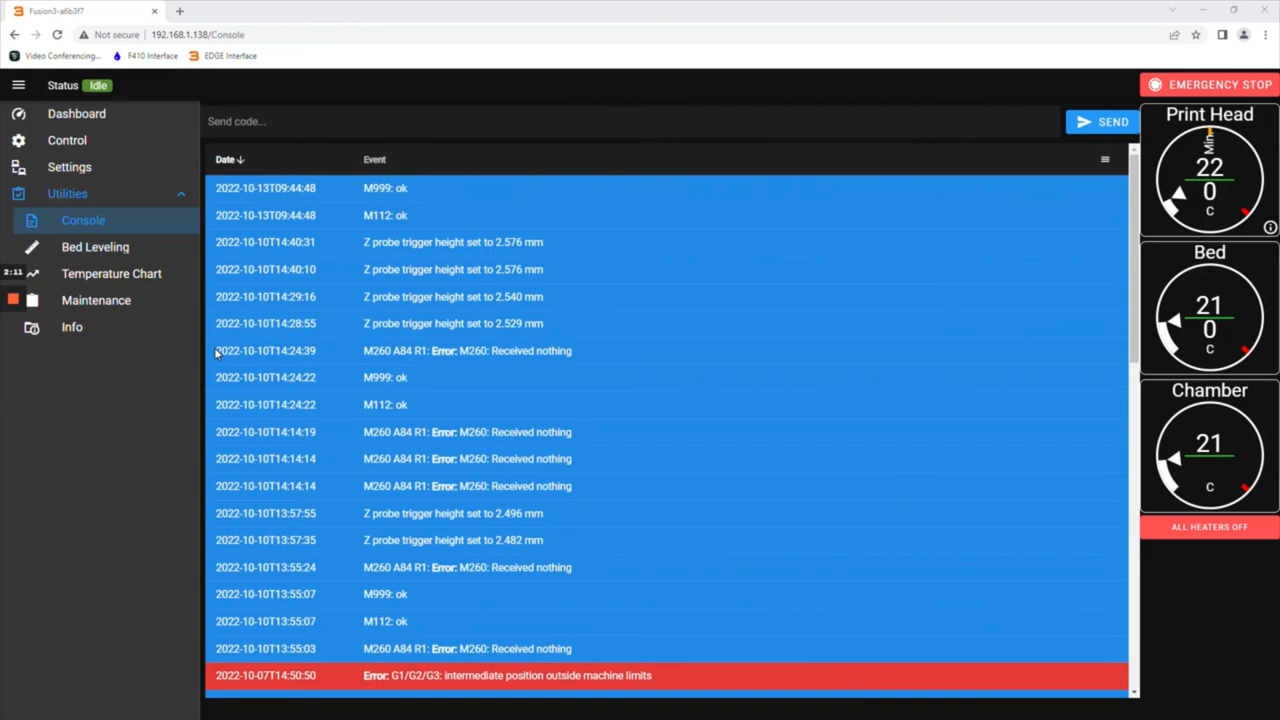 Fusion3-a6b3f7
Not secure 192.168.1.138/Console
Video Conferencing... F410 Interface EDGE Interface
Status Idle
EMERGENCY STOP
Dashboard
Control
Settings
Utilities
Console
Bed Leveling
2:11
Temperature Chart
Maintenance
Info
Send code...
SEND
Date Event
2022-10-13T09:44:48 M999: ok
2022-10-13T09:44:48 M112: ok
2022-10-10T14:40:31 Z probe trigger height set to 2.576 mm
2022-10-10T14:40:10 Z probe trigger height set to 2.576 mm
2022-10-10T14:29:16 Z probe trigger height set to 2.540 mm
2022-10-10T14:28:55 Z probe trigger height set to 2.529 mm
2022-10-10T14:24:39 M260 A84 R1: Error: M260: Received nothing
2022-10-10T14:24:22 M999: ok
2022-10-10T14:24:22 M112: ok
2022-10-10T14:14:19 M260 A84 R1: Error: M260: Received nothing
2022-10-10T14:14:14 M260 A84 R1: Error: M260: Received nothing
2022-10-10T14:14:14 M260 A84 R1: Error: M260: Received nothing
2022-10-10T13:57:55 Z probe trigger height set to 2.496 mm
2022-10-10T13:57:35 Z probe trigger height set to 2.482 mm
2022-10-10T13:55:24 M260 A84 R1: Error: M260: Received nothing
2022-10-10T13:55:07 M999: ok
2022-10-10T13:55:07 M112: ok
2022-10-10T13:55:03 M260 A84 R1: Error: M260: Received nothing
2022-10-07T14:50:50 Error: G1/G2/G3: intermediate position outside machine limits
Print Head
Min
22
0
C
Bed
21
0
C
Chamber
21
C
ALL HEATERS OFF